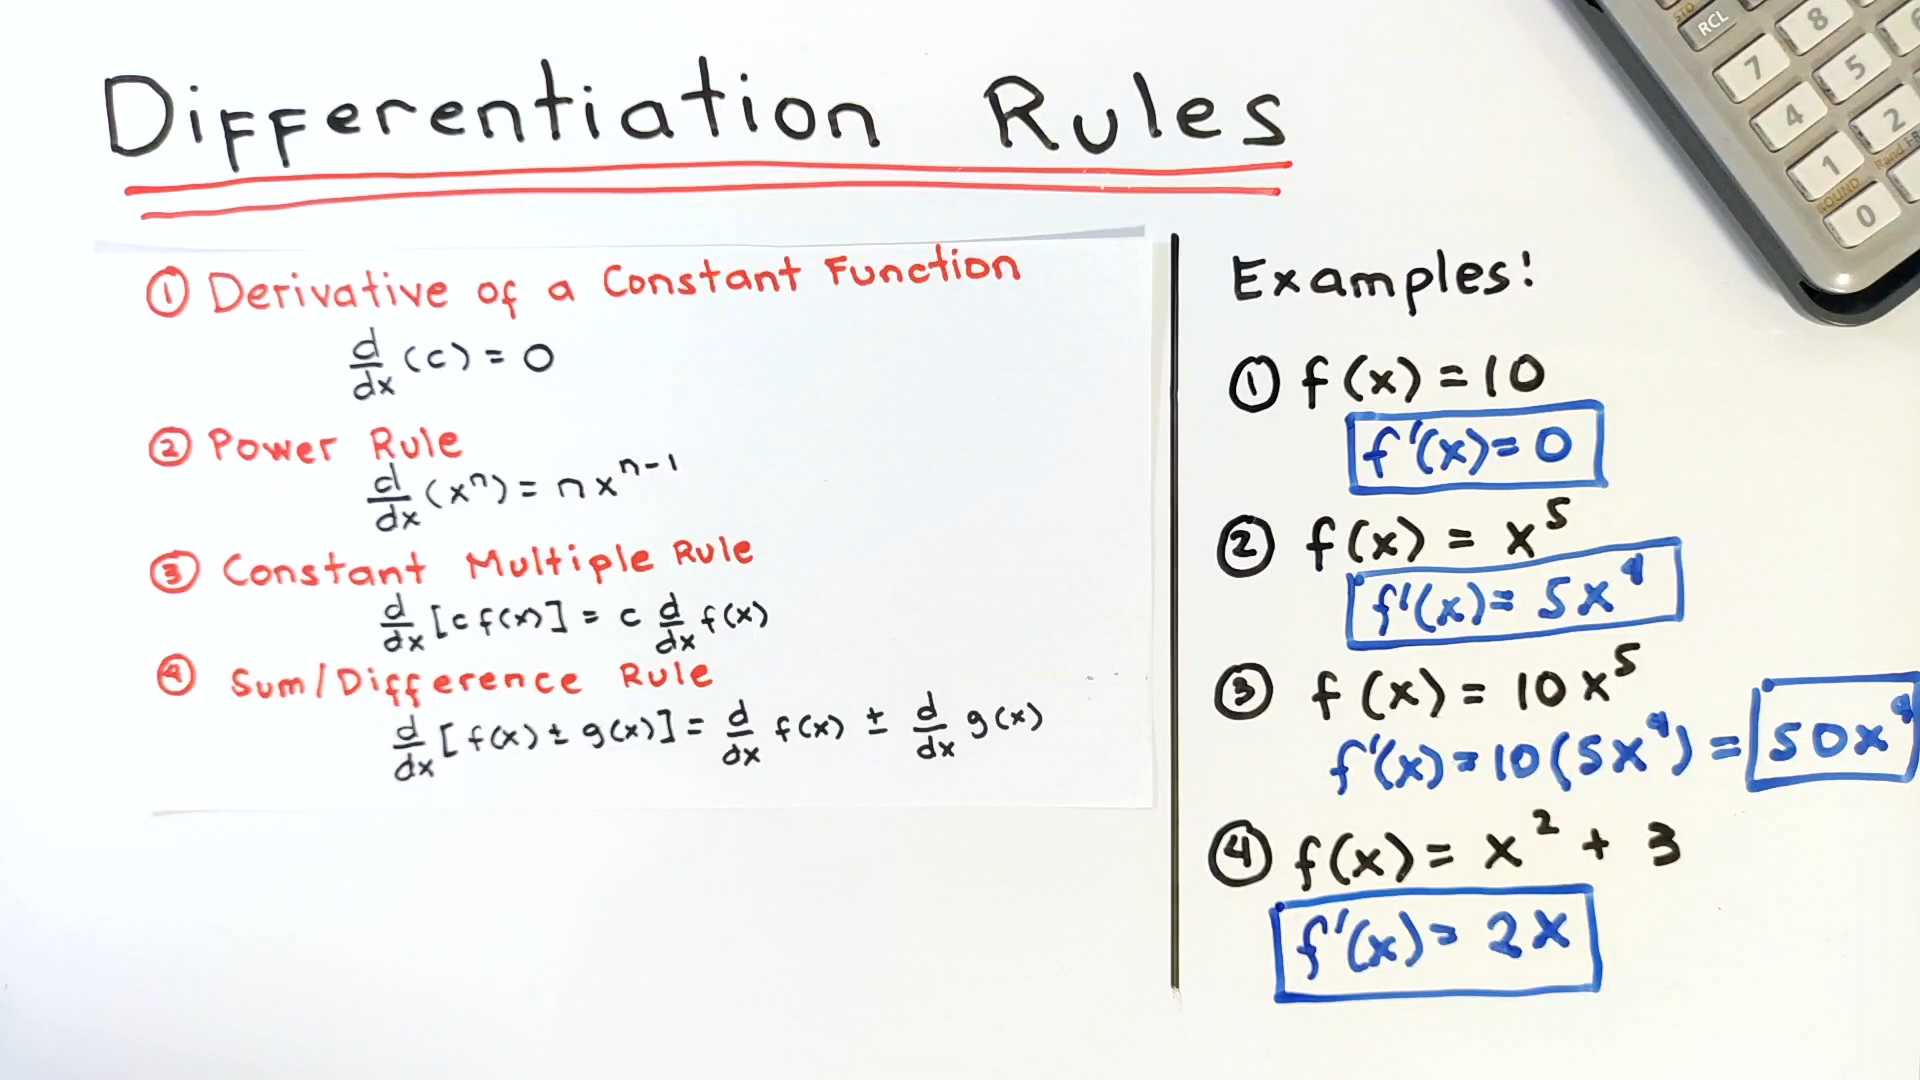 Differentiation Rules
① Derivative of a Constant Function
d/dx (c) = 0
② Power Rule
d/dx (xⁿ) = nxⁿ⁻¹
③ Constant Multiple Rule
d/dx [c f(x)] = c d/dx f(x)
④ Sum/Difference Rule
d/dx [f(x) ± g(x)] = d/dx f(x) ± d/dx g(x)
Examples:
① f(x) = 10
f'(x) = 0
② f(x) = x⁵
f'(x) = 5x⁴
③ f(x) = 10x⁵
f'(x) = 10(5x⁴) = 50x⁴
④ f(x) = x² + 3
f'(x) = 2x
STO
RCL
7
8
4
5
1
2
0
ROUND